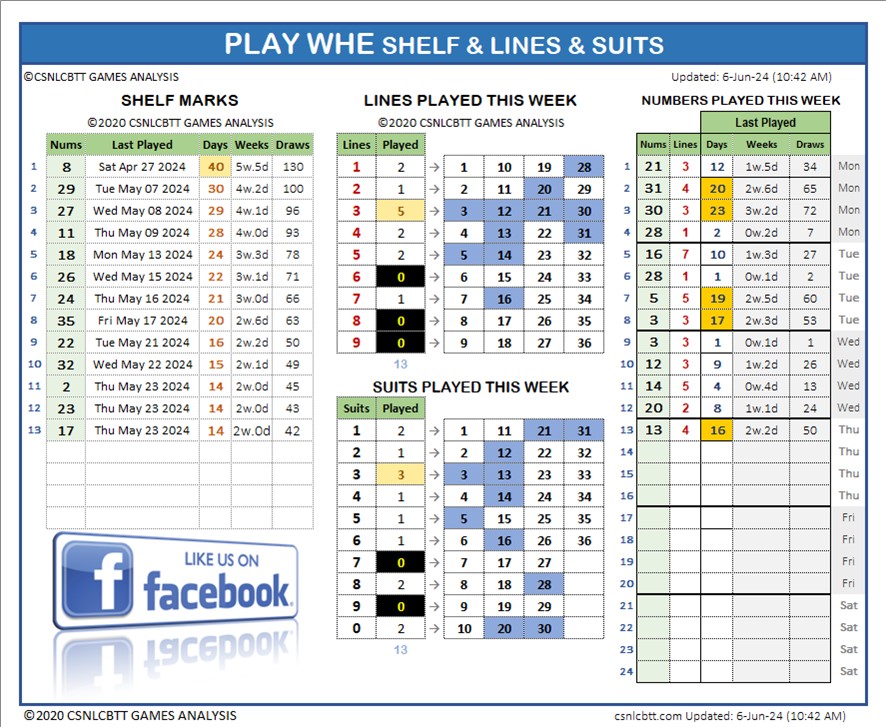 PLAY WHE SHELF & LINES & SUITS
©CSNLCBTT GAMES ANALYSIS
Updated: 6-Jun-24 (10:42 AM)
SHELF MARKS
©2020 CSNLCBTT GAMES ANALYSIS
Nums Last Played Days Weeks Draws
1 8 Sat Apr 27 2024 40 5w.5d 130
2 29 Tue May 07 2024 30 4w.2d 100
3 27 Wed May 08 2024 29 4w.1d 96
4 11 Thu May 09 2024 28 4w.0d 93
5 18 Mon May 13 2024 24 3w.3d 78
6 26 Wed May 15 2024 22 3w.1d 71
7 24 Thu May 16 2024 21 3w.0d 66
8 35 Fri May 17 2024 20 2w.6d 63
9 22 Tue May 21 2024 16 2w.2d 50
10 32 Wed May 22 2024 15 2w.1d 49
11 2 Thu May 23 2024 14 2w.0d 45
12 23 Thu May 23 2024 14 2w.0d 43
13 17 Thu May 23 2024 14 2w.0d 42
LIKE US ON
facebook
LINES PLAYED THIS WEEK
©2020 CSNLCBTT GAMES ANALYSIS
Lines Played
1 2 → 1 10 19 28
2 1 → 2 11 20 29
3 5 → 3 12 21 30
4 2 → 4 13 22 31
5 2 → 5 14 23 32
6 0 → 6 15 24 33
7 1 → 7 16 25 34
8 0 → 8 17 26 35
9 0 → 9 18 27 36
13
SUITS PLAYED THIS WEEK
Suits Played
1 2 → 1 11 21 31
2 1 → 2 12 22 32
3 3 → 3 13 23 33
4 1 → 4 14 24 34
5 1 → 5 15 25 35
6 1 → 6 16 26 36
7 0 → 7 17 27
8 2 → 8 18 28
9 0 → 9 19 29
0 2 → 10 20 30
13
NUMBERS PLAYED THIS WEEK
Last Played
Nums Lines Days Weeks Draws
1 21 3 12 1w.5d 34 Mon
2 31 4 20 2w.6d 65 Mon
3 30 3 23 3w.2d 72 Mon
4 28 1 2 0w.2d 7 Mon
5 16 7 10 1w.3d 27 Tue
6 28 1 1 0w.1d 2 Tue
7 5 5 19 2w.5d 60 Tue
8 3 3 17 2w.3d 53 Tue
9 3 3 1 0w.1d 1 Wed
10 12 3 9 1w.2d 26 Wed
11 14 5 4 0w.4d 13 Wed
12 20 2 8 1w.1d 24 Wed
13 13 4 16 2w.2d 50 Thu
14 Thu
15 Thu
16 Thu
17 Fri
18 Fri
19 Fri
20 Fri
21 Sat
22 Sat
23 Sat
24 Sat
©2020 CSNLCBTT GAMES ANALYSIS
csnlcbtt.com Updated: 6-Jun-24 (10:42 AM)